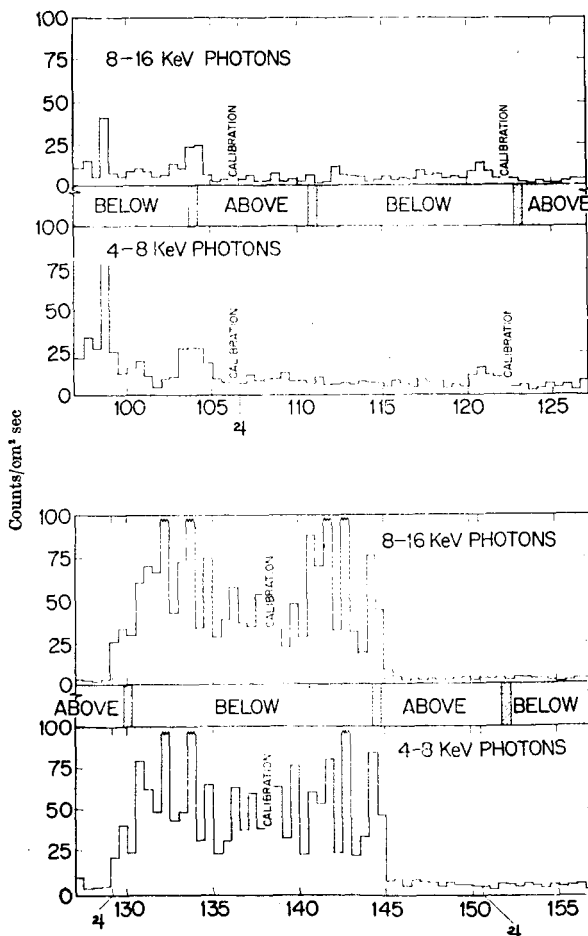 100
8-16 KeV PHOTONS
75
50
25
0
CALIBRATION
CALIBRATION
BELOW ABOVE BELOW ABOVE
100
4-8 KeV PHOTONS
75
50
25
0
CALIBRATION
CALIBRATION
100 105 110 115 120 125
♃
Counts/cm² sec
100
8-16 KeV PHOTONS
75
50
25
0
CALIBRATION
ABOVE BELOW ABOVE BELOW
100
4-8 KeV PHOTONS
75
50
25
0
CALIBRATION
130 135 140 145 150 155
♃ ♃